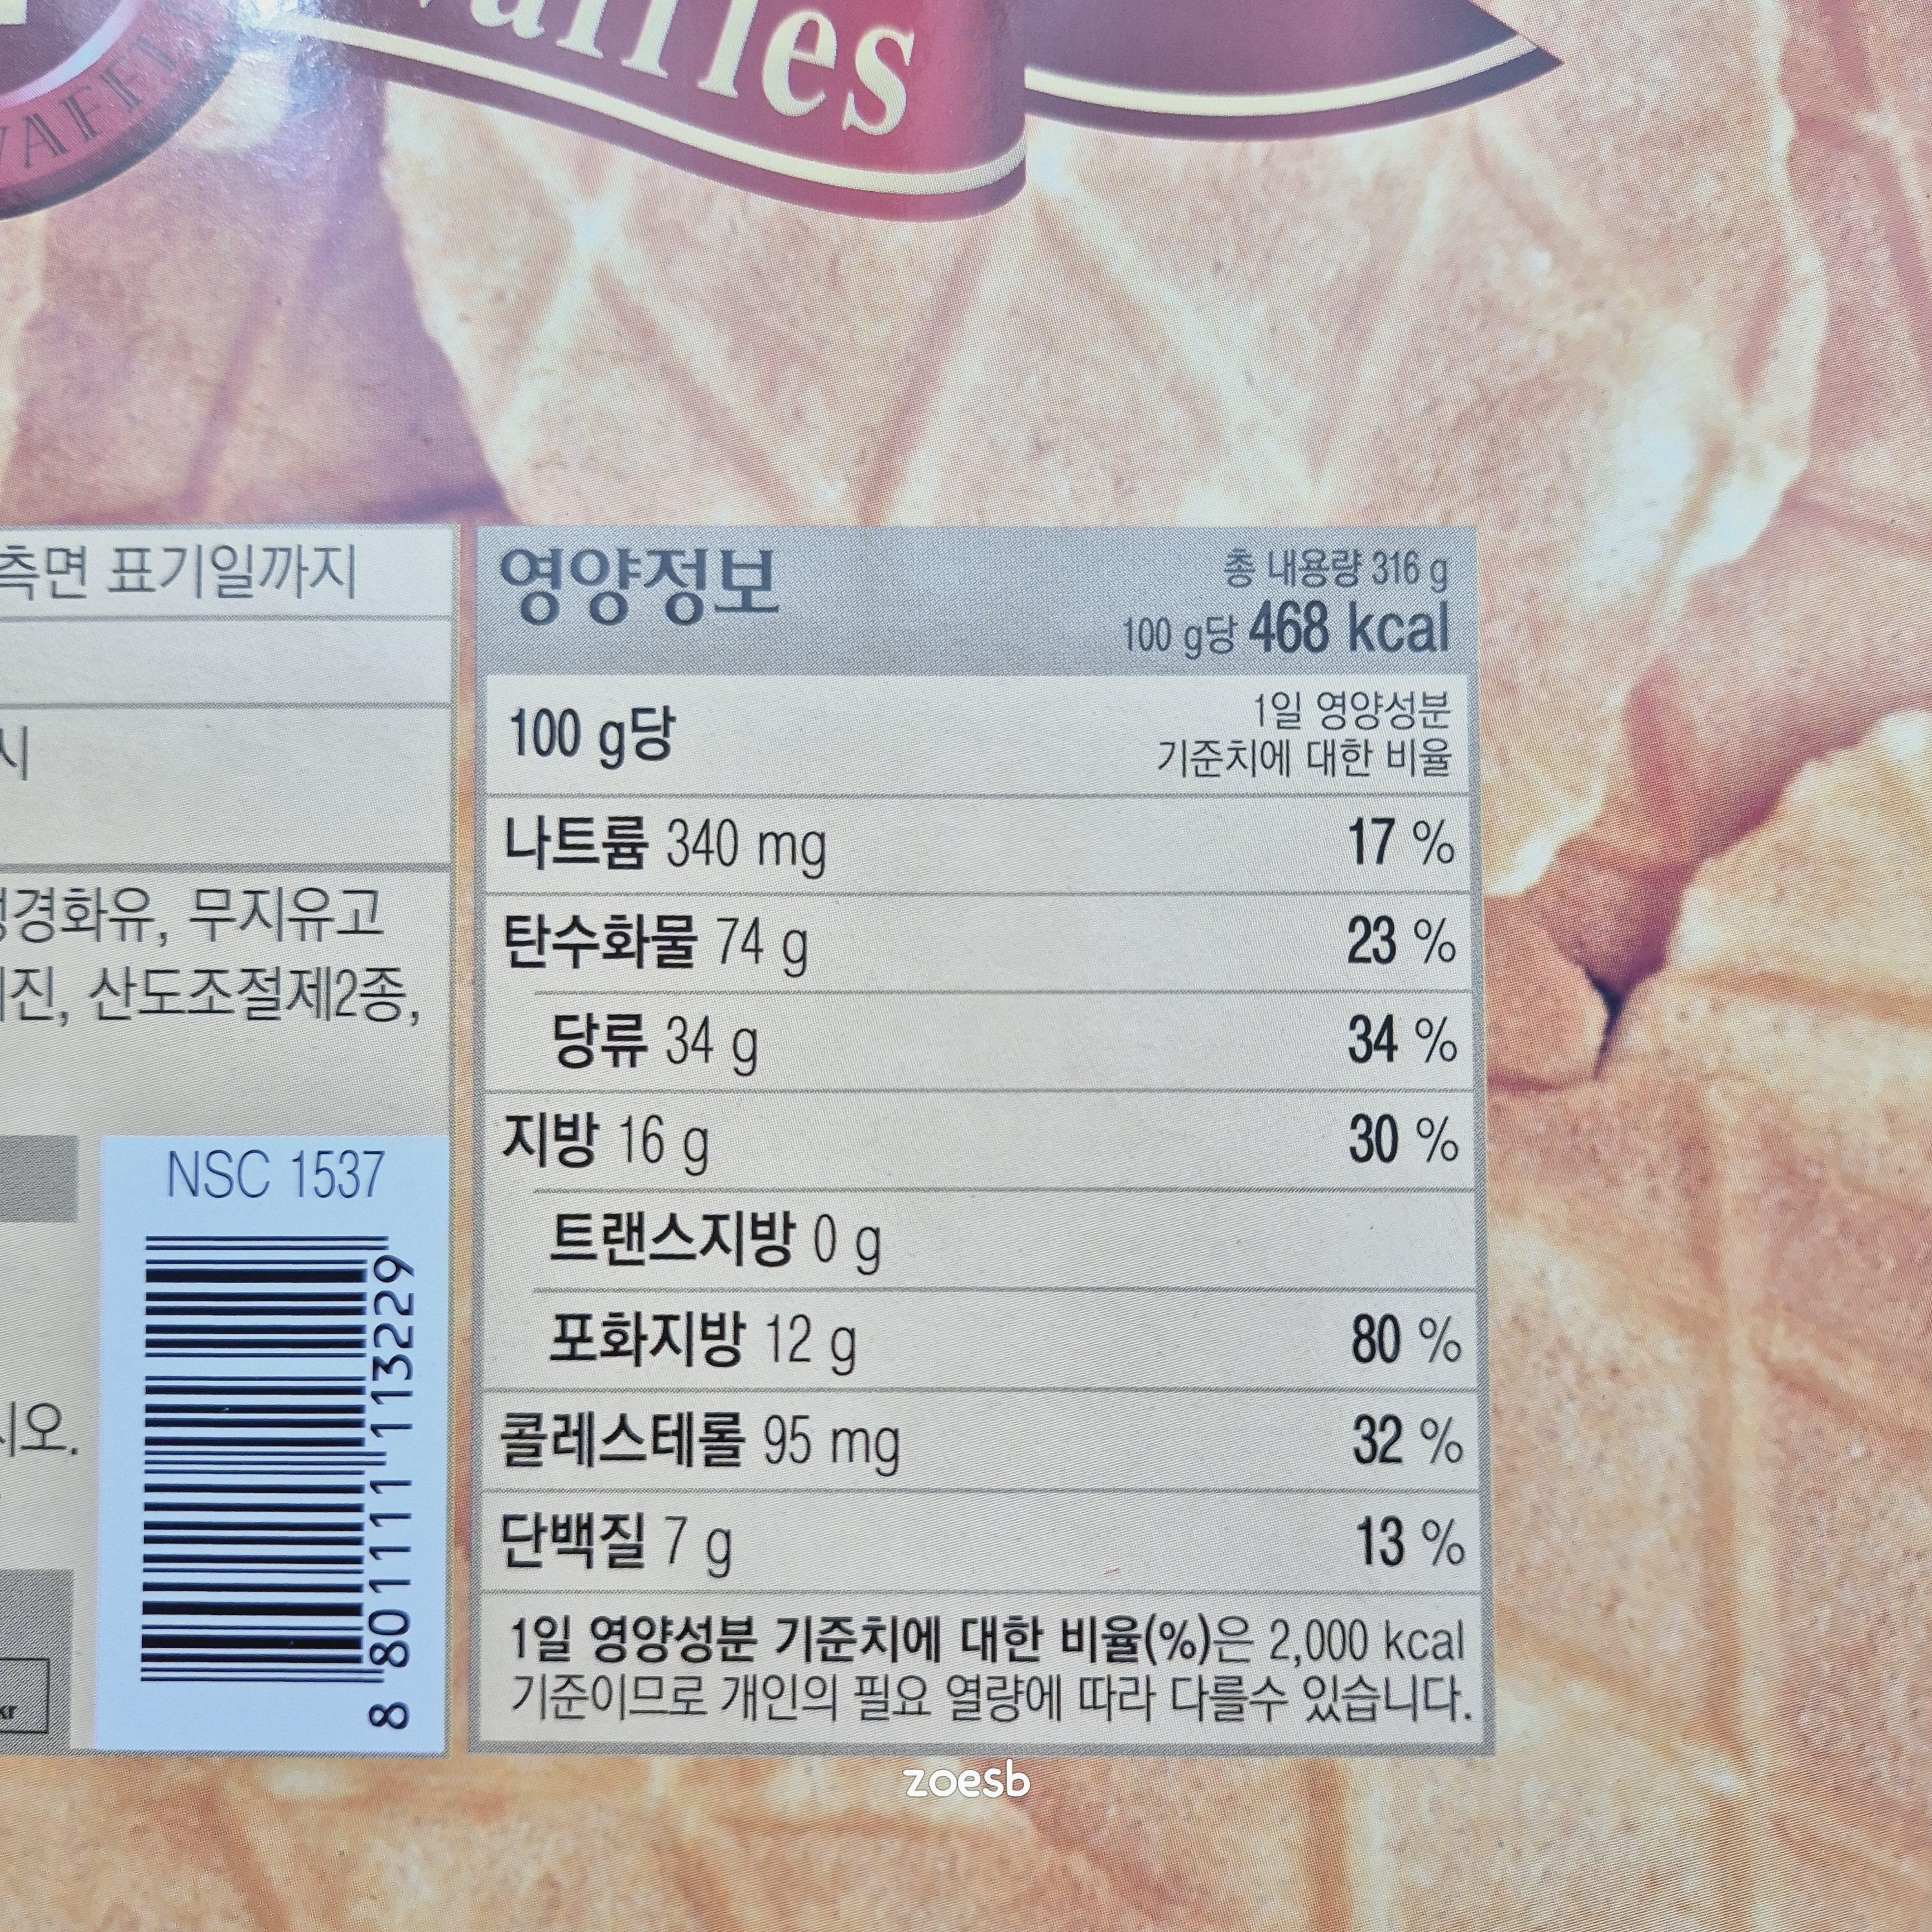 WAFFL
waffles
측면 표기일까지
시
경화유, 무지유고
진, 산도조절제2종,
시오.
kr
NSC 1537
8 801111 113229
영양정보
총 내용량 316 g
100 g당 468 kcal
100 g당
1일 영양성분
기준치에 대한 비율
나트륨 340 mg 17 %
탄수화물 74 g 23 %
당류 34 g 34 %
지방 16 g 30 %
트랜스지방 0 g
포화지방 12 g 80 %
콜레스테롤 95 mg 32 %
단백질 7 g 13 %
1일 영양성분 기준치에 대한 비율(%)은 2,000 kcal
기준이므로 개인의 필요 열량에 따라 다를수 있습니다.
zoesb